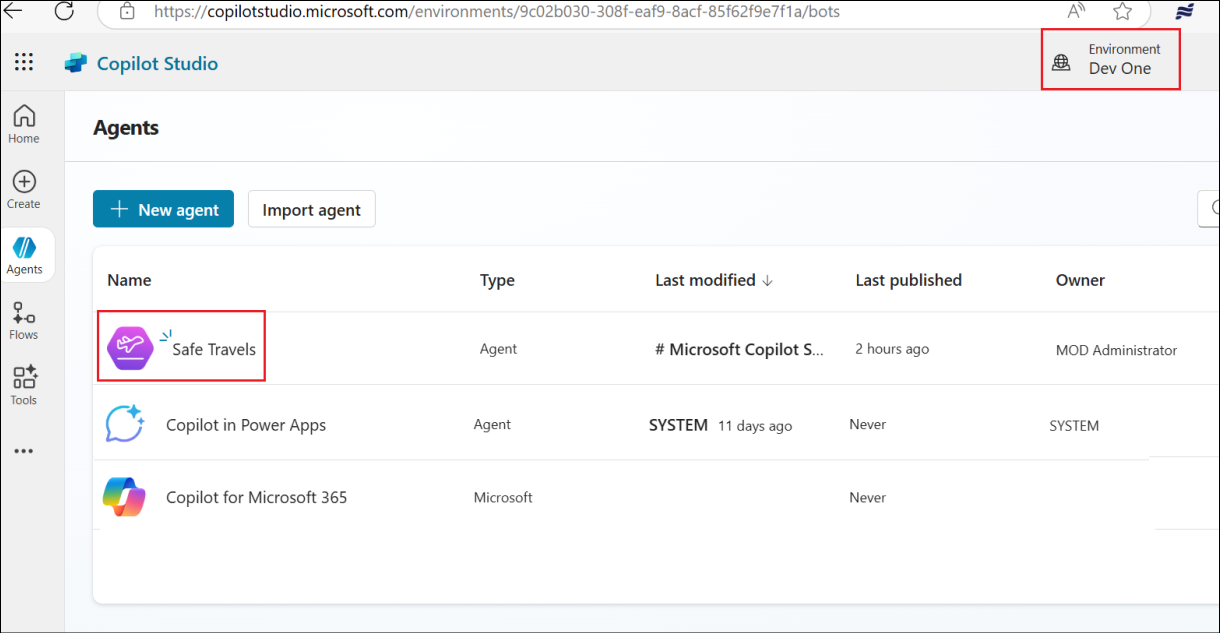 https://copilotstudio.microsoft.com/environments/9c02b030-308f-eaf9-8acf-85f62f9e7f1a/bots
Copilot Studio
Environment
Dev One
Home
Create
Agents
Flows
Tools
Agents
New agent
Import agent
Name Type Last modified Last published Owner
Safe Travels Agent # Microsoft Copilot S... 2 hours ago MOD Administrator
Copilot in Power Apps Agent SYSTEM 11 days ago Never SYSTEM
Copilot for Microsoft 365 Microsoft Never